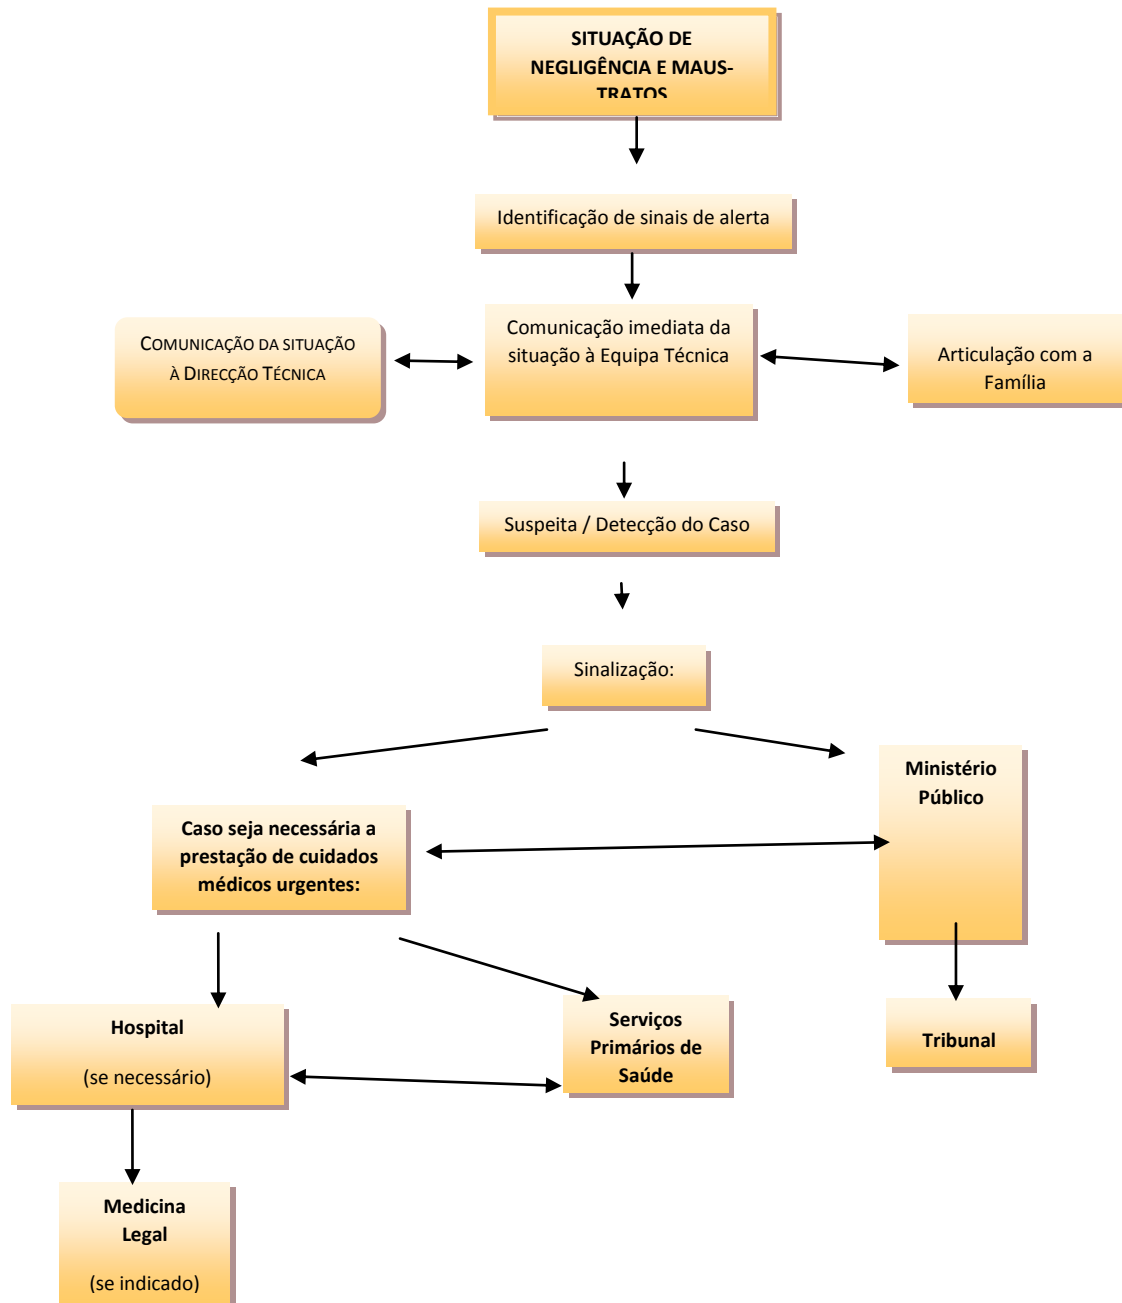 SITUAÇÃO DE
NEGLIGÊNCIA E MAUS-
TRATOS
Identificação de sinais de alerta
COMUNICAÇÃO DA SITUAÇÃO
À DIRECÇÃO TÉCNICA
Comunicação imediata da
situação à Equipa Técnica
Articulação com a
Família
Suspeita / Detecção do Caso
Sinalização:
Ministério
Público
Caso seja necessária a
prestação de cuidados
médicos urgentes:
Hospital
(se necessário)
Serviços
Primários de
Saúde
Tribunal
Medicina
Legal
(se indicado)